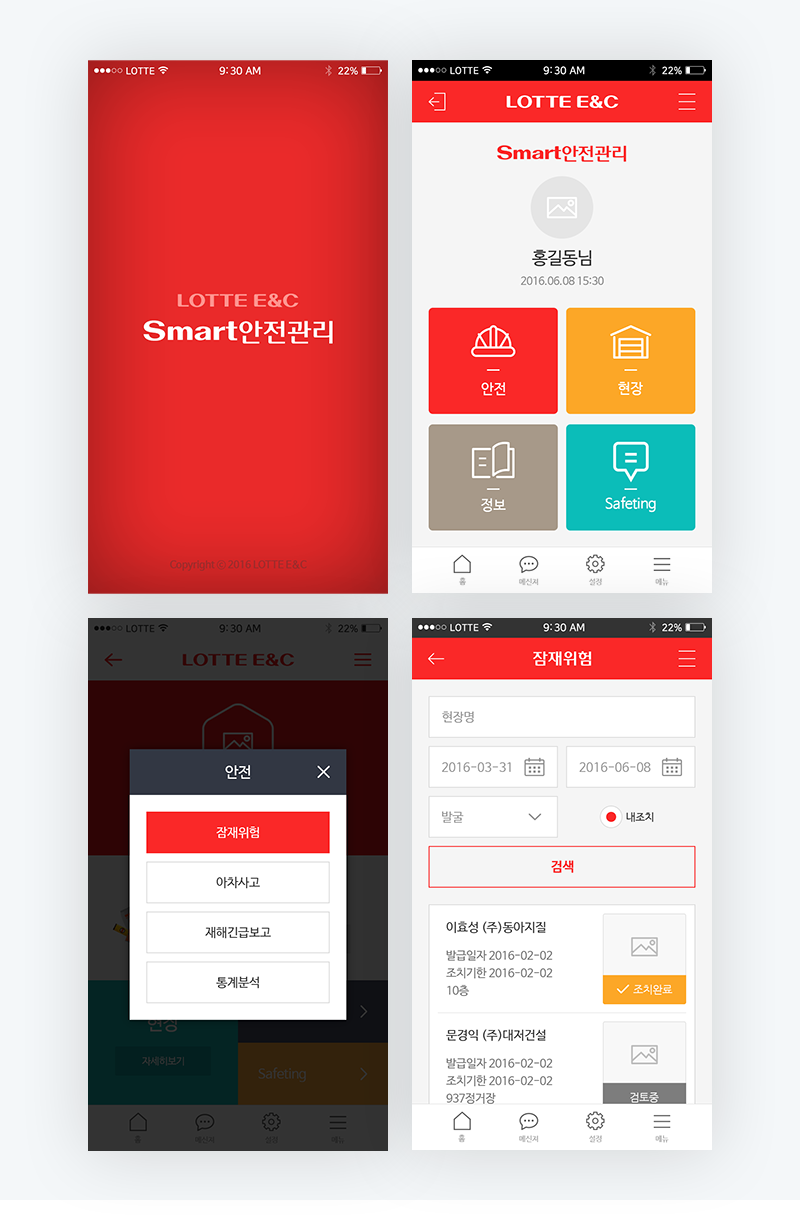 LOTTE 9:30 AM 22%
LOTTE E&C
Smart안전관리
Copyright © 2016 LOTTE E&C
LOTTE 9:30 AM 22%
LOTTE E&C
Smart안전관리
홍길동님
2016.06.08 15:30
안전
현장
정보
Safeting
홈 메신저 설정 메뉴
LOTTE 9:30 AM 22%
LOTTE E&C
안전
잠재위험
아차사고
재해긴급보고
통계분석
현장
자세히보기
Safeting
홈 메신저 설정 메뉴
LOTTE 9:30 AM 22%
잠재위험
현장명
2016-03-31 2016-06-08
발굴 내조치
검색
이효성 (주)동아지질
발급일자 2016-02-02
조치기한 2016-02-02
10층
조치완료
문경익 (주)대저건설
발급일자 2016-02-02
조치기한 2016-02-02
937정거장
검토중
홈 메신저 설정 메뉴